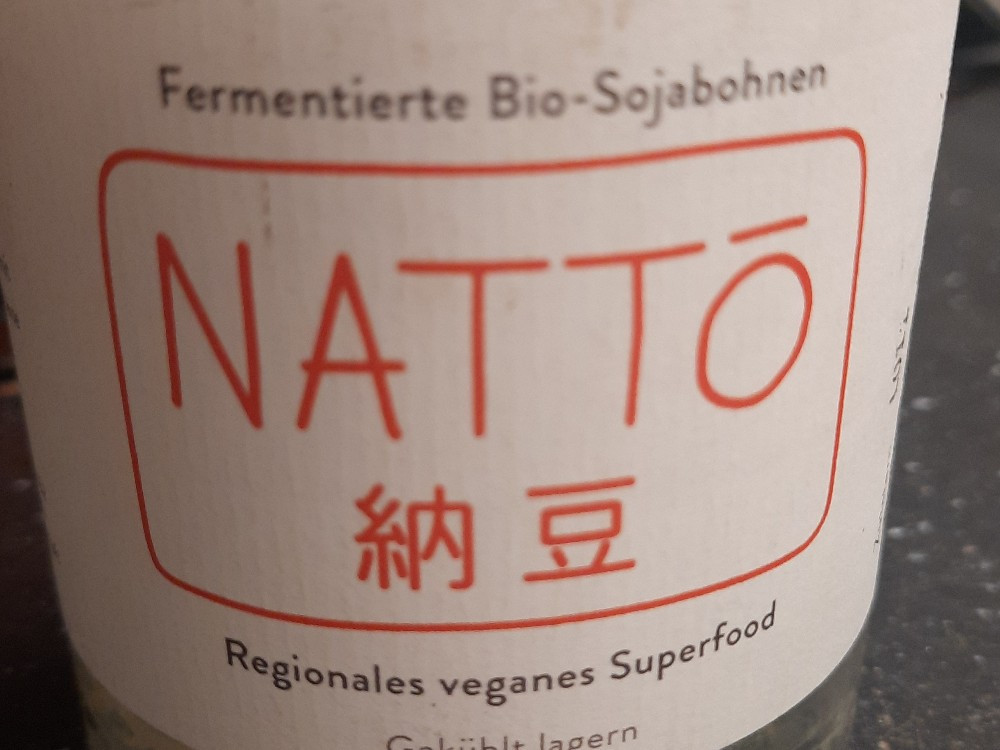 Fermentierte Bio-Sojabohnen
NATTŌ
納豆
Regionales veganes Superfood
Gekühlt lagern